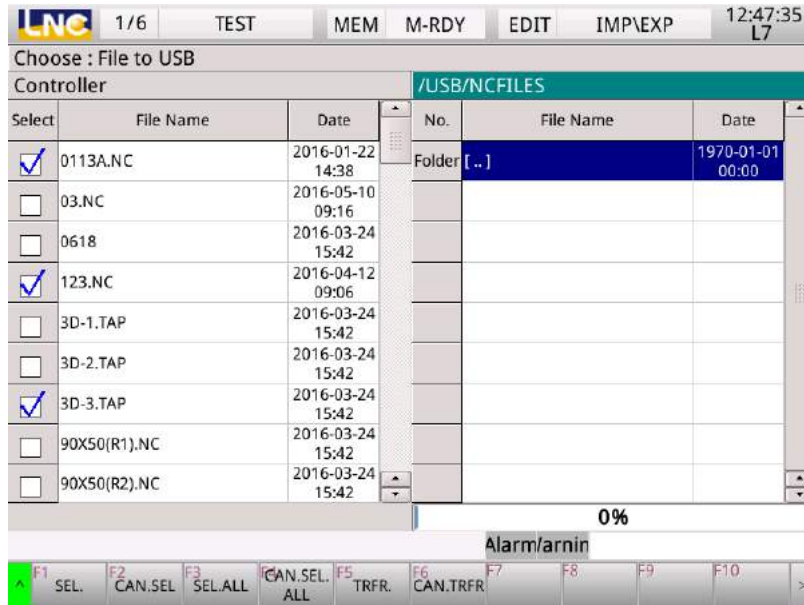 LNC 1/6 TEST MEM M-RDY EDIT IMP\EXP 12:47:35
L7
Choose : File to USB
Controller /USB/NCFILES
Select File Name Date No. File Name Date
0113A.NC 2016-01-22 14:38 Folder [ .. ] 1970-01-01 00:00
03.NC 2016-05-10 09:16
0618 2016-03-24 15:42
123.NC 2016-04-12 09:06
3D-1.TAP 2016-03-24 15:42
3D-2.TAP 2016-03-24 15:42
3D-3.TAP 2016-03-24 15:42
90X50(R1).NC 2016-03-24 15:42
90X50(R2).NC 2016-03-24 15:42
0%
Alarm/arnin
^ F1 SEL. F2 CAN.SEL F3 SEL.ALL CAN.SEL. ALL F5 TRFR. F6 CAN.TRFR F7 F8 F9 F10 >